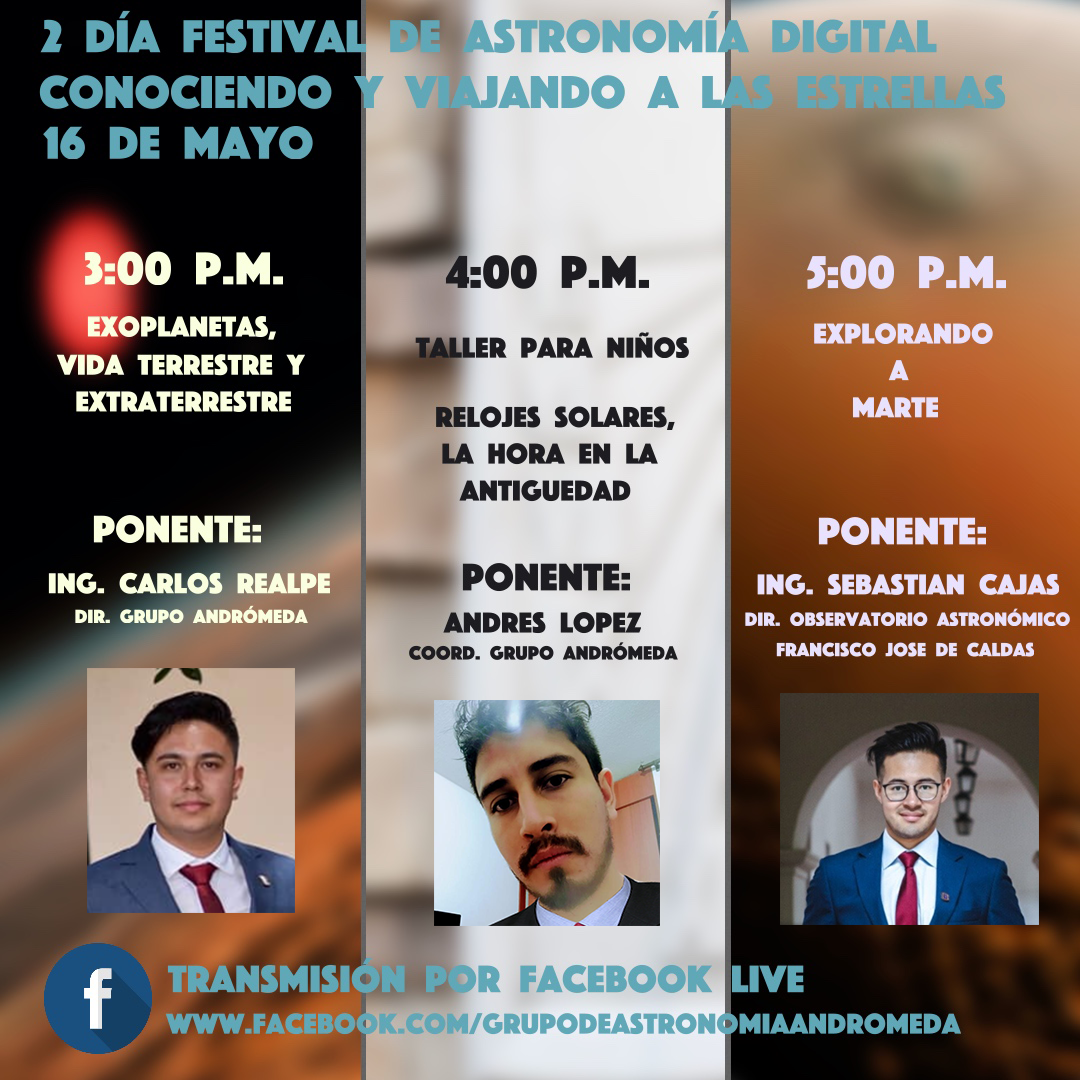 2 DÍA FESTIVAL DE ASTRONOMÍA DIGITAL
CONOCIENDO Y VIAJANDO A LAS ESTRELLAS
16 DE MAYO
3:00 P.M.
EXOPLANETAS,
VIDA TERRESTRE Y
EXTRATERRESTRE
PONENTE:
ING. CARLOS REALPE
DIR. GRUPO ANDRÓMEDA
4:00 P.M.
TALLER PARA NIÑOS
RELOJES SOLARES,
LA HORA EN LA
ANTIGUEDAD
PONENTE:
ANDRES LOPEZ
COORD. GRUPO ANDRÓMEDA
5:00 P.M.
EXPLORANDO
A
MARTE
PONENTE:
ING. SEBASTIAN CAJAS
DIR. OBSERVATORIO ASTRONÓMICO
FRANCISCO JOSE DE CALDAS
f
TRANSMISIÓN POR FACEBOOK LIVE
WWW.FACEBOOK.COM/GRUPODEASTRONOMIAANDROMEDA